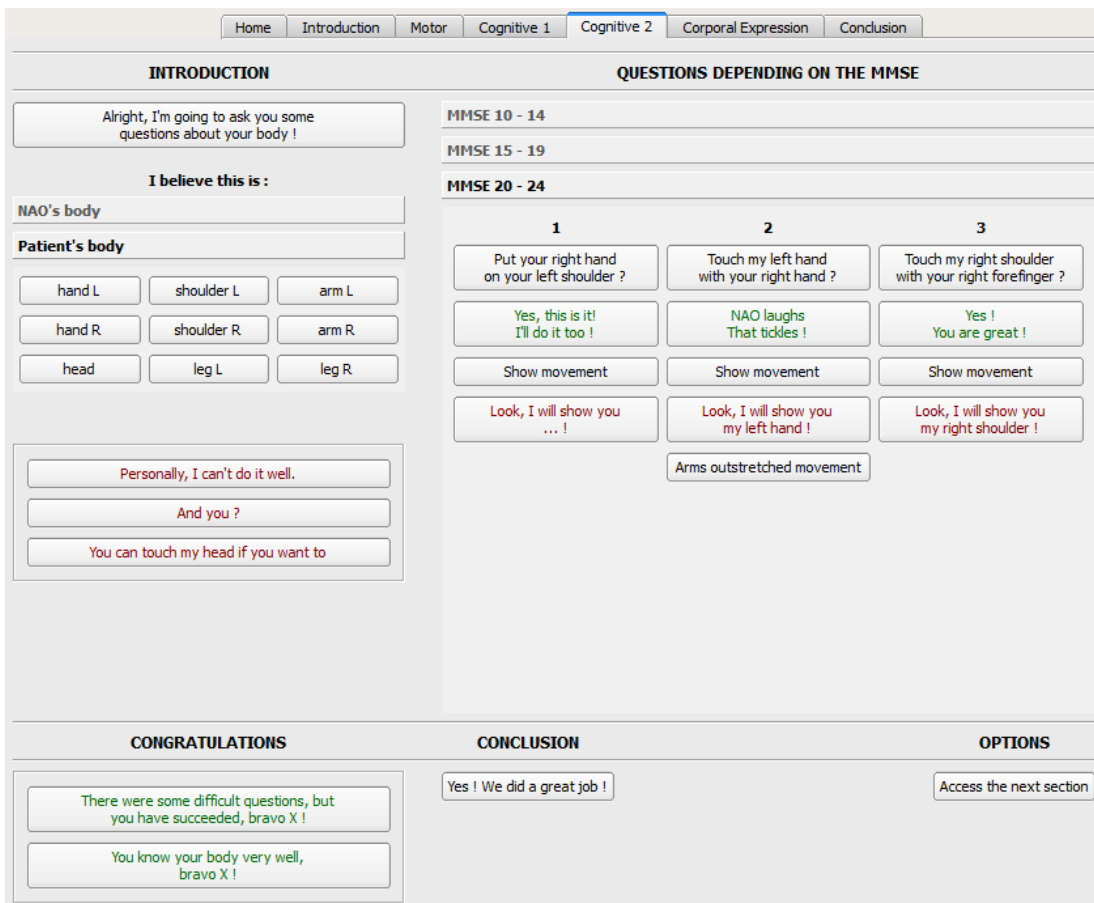 Home Introduction Motor Cognitive 1 Cognitive 2 Corporal Expression Conclusion
INTRODUCTION
Alright, I'm going to ask you some
questions about your body !
I believe this is :
NAO's body
Patient's body
hand L shoulder L arm L
hand R shoulder R arm R
head leg L leg R
Personally, I can't do it well.
And you ?
You can touch my head if you want to
QUESTIONS DEPENDING ON THE MMSE
MMSE 10 - 14
MMSE 15 - 19
MMSE 20 - 24
1
Put your right hand
on your left shoulder ?
Yes, this is it!
I'll do it too !
Show movement
Look, I will show you
... !
2
Touch my left hand
with your right hand ?
NAO laughs
That tickles !
Show movement
Look, I will show you
my left hand !
Arms outstretched movement
3
Touch my right shoulder
with your right forefinger ?
Yes !
You are great !
Show movement
Look, I will show you
my right shoulder !
CONGRATULATIONS
There were some difficult questions, but
you have succeeded, bravo X !
You know your body very well,
bravo X !
CONCLUSION
Yes ! We did a great job !
OPTIONS
Access the next section